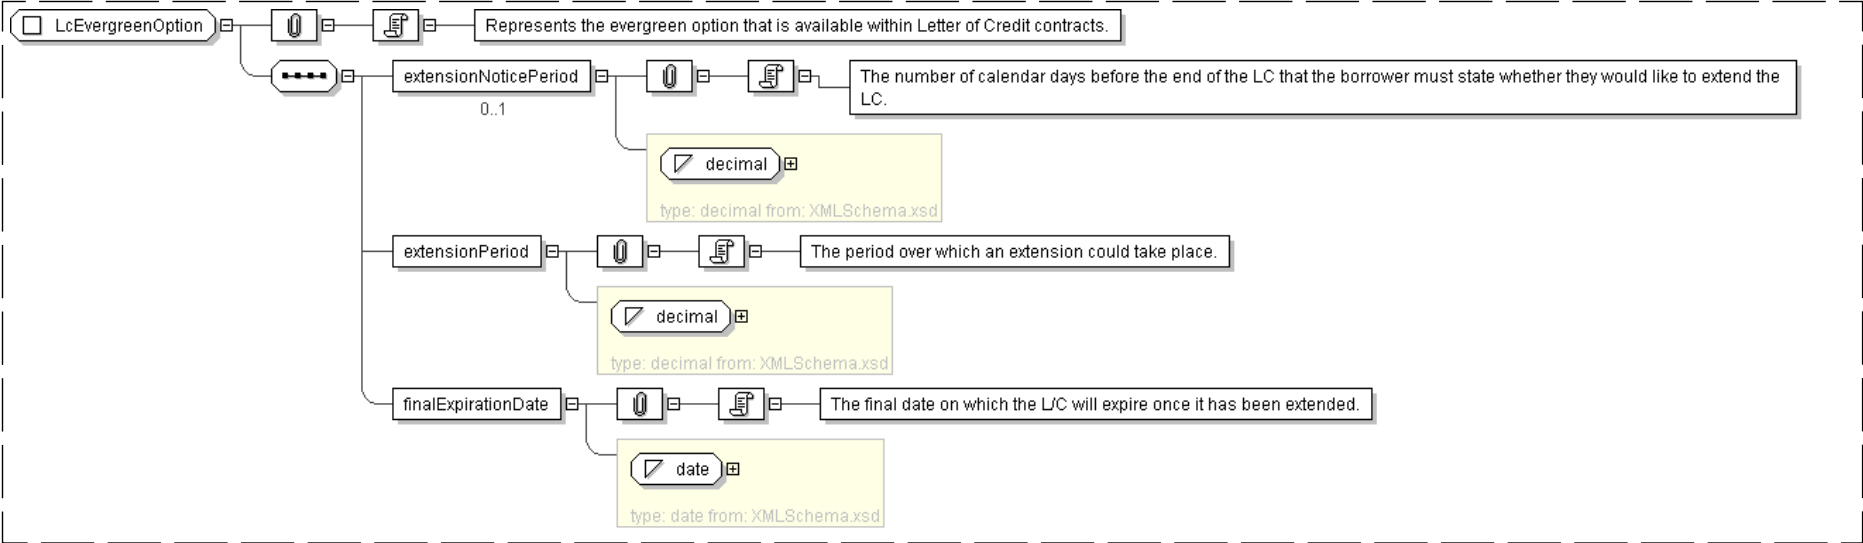 LcEvergreenOption
Represents the evergreen option that is available within Letter of Credit contracts.
extensionNoticePeriod
0..1
The number of calendar days before the end of the LC that the borrower must state whether they would like to extend the
LC.
decimal
type: decimal from: XMLSchema.xsd
extensionPeriod
The period over which an extension could take place.
decimal
type: decimal from: XMLSchema.xsd
finalExpirationDate
The final date on which the L/C will expire once it has been extended.
date
type: date from: XMLSchema.xsd